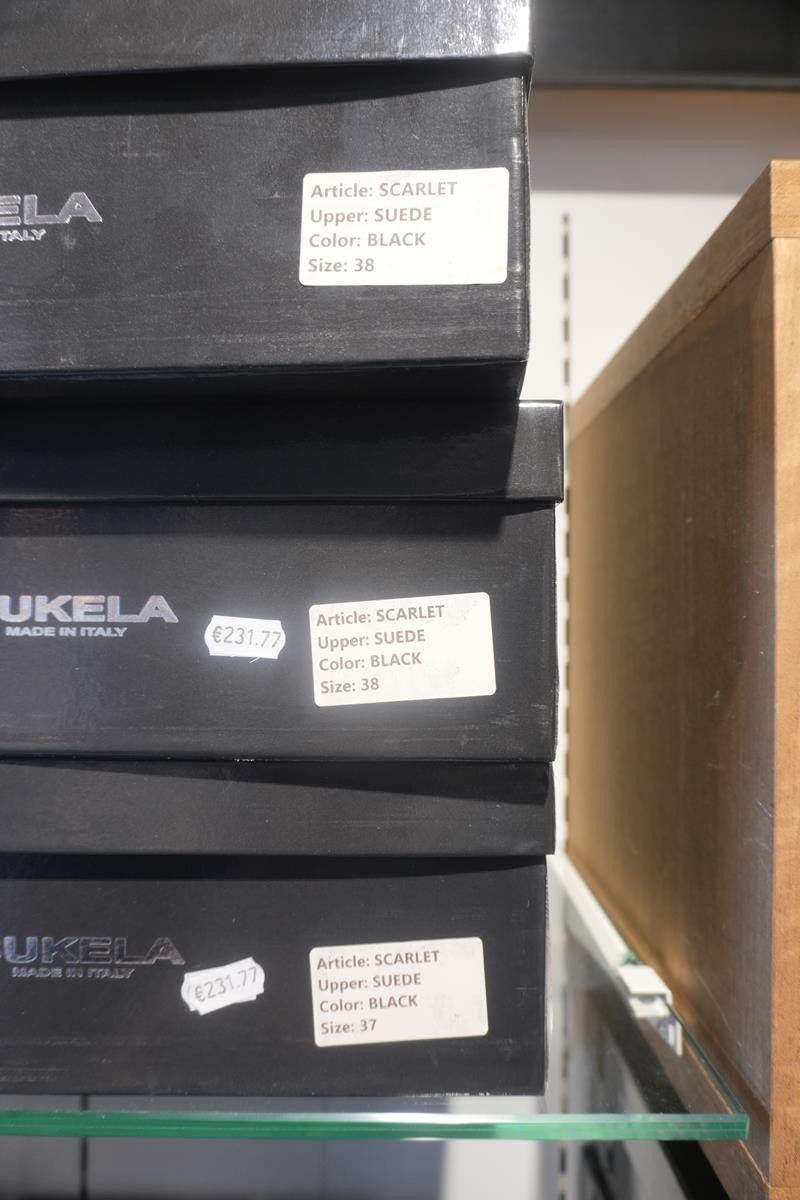 ELA
ITALY
Article: SCARLET
Upper: SUEDE
Color: BLACK
Size: 38
UKELA
MADE IN ITALY
€231.77
Article: SCARLET
Upper: SUEDE
Color: BLACK
Size: 38
BUKELA
MADE IN ITALY
€231.77
Article: SCARLET
Upper: SUEDE
Color: BLACK
Size: 37